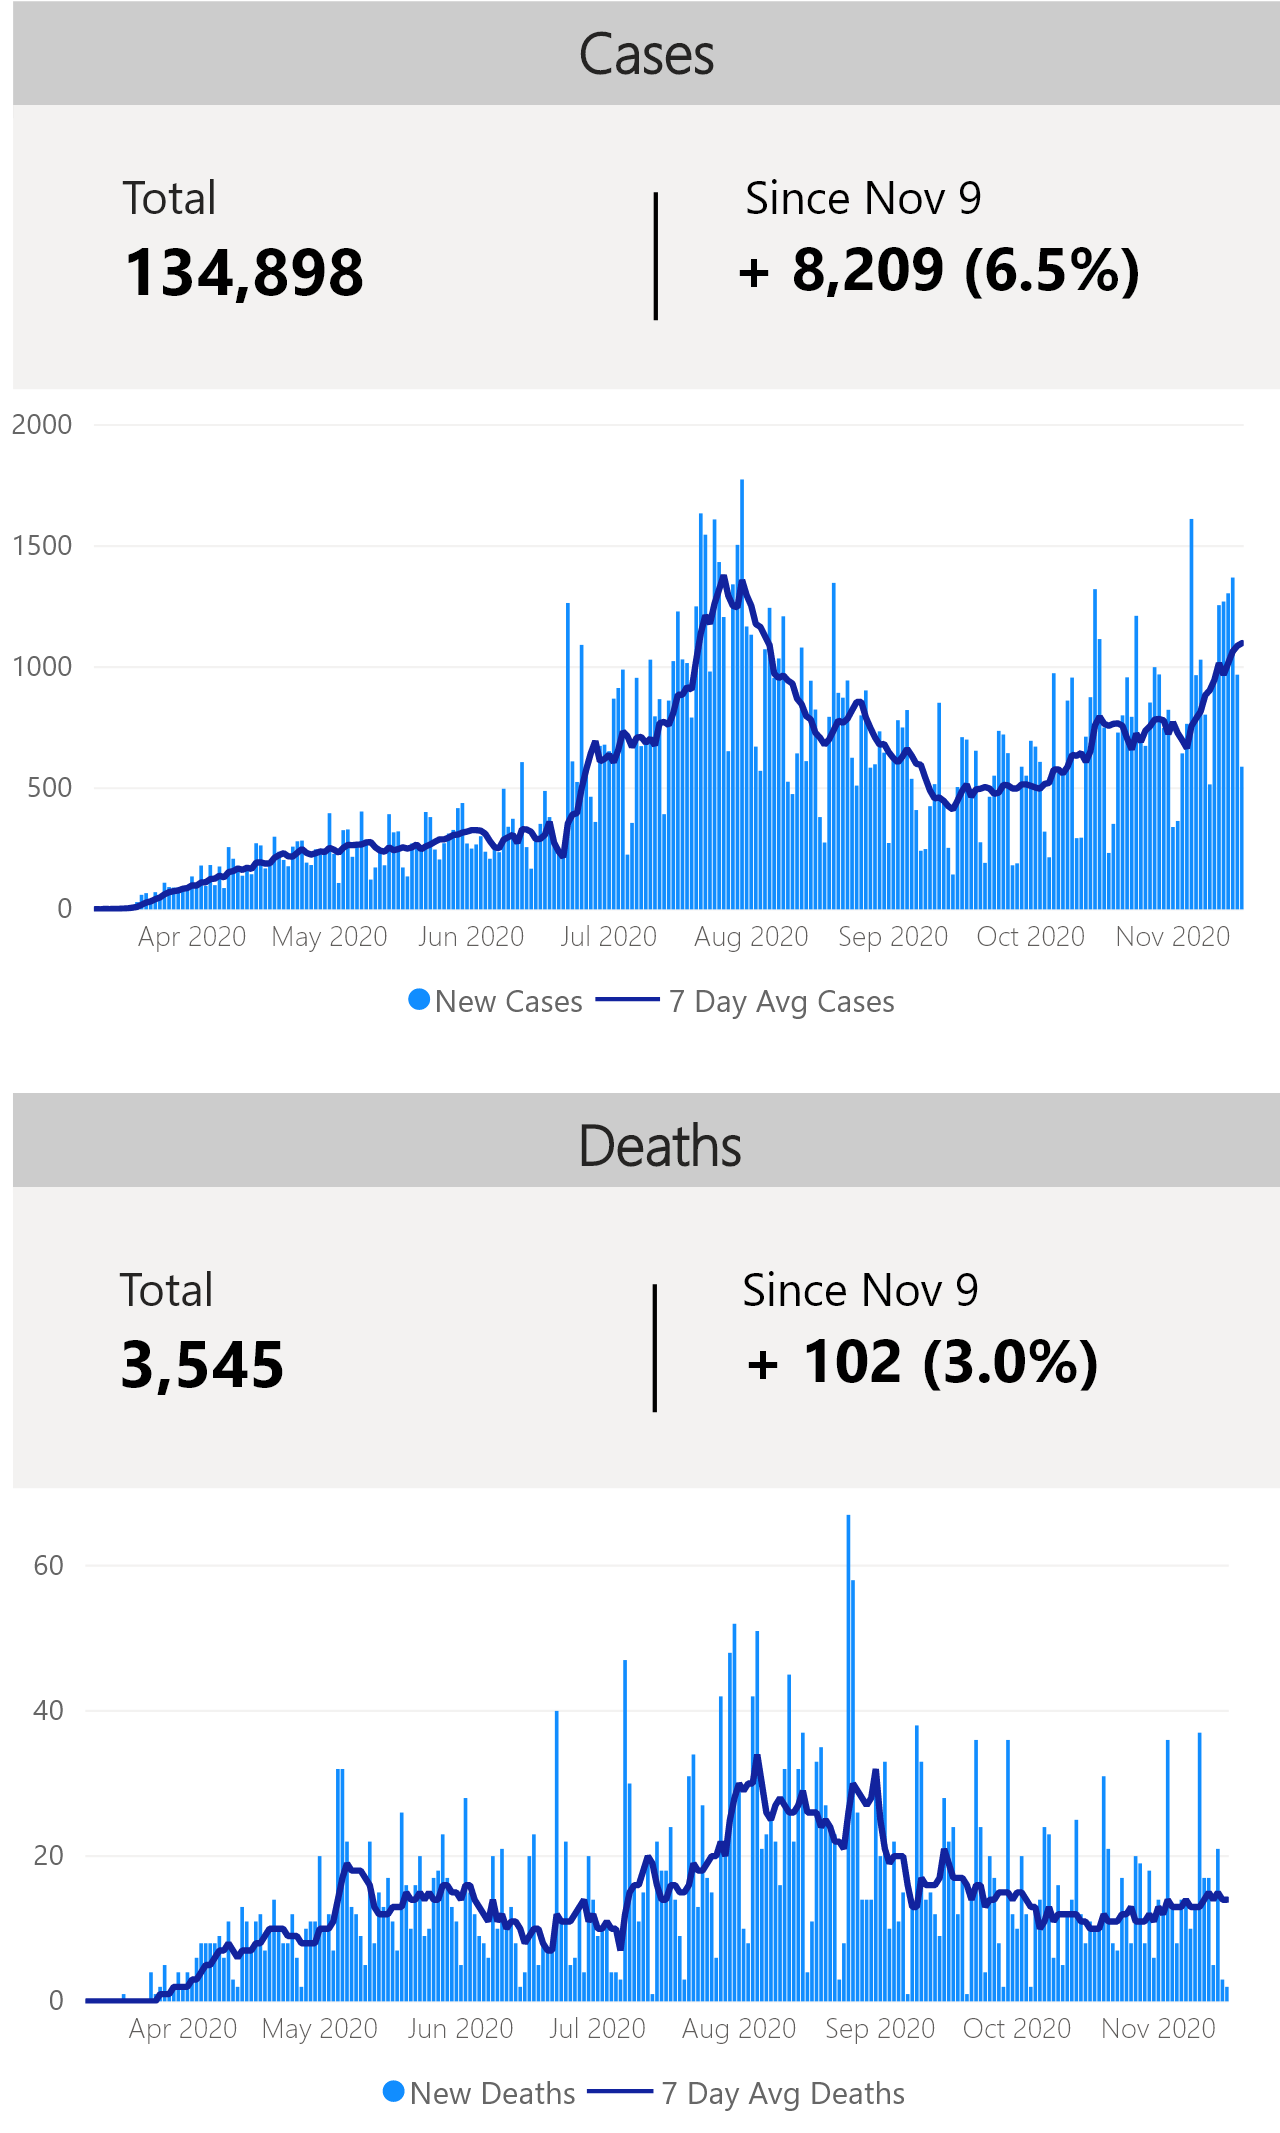 Cases
Total
Since Nov 9
134,898
+ 8,209 (6.5%)
2000
1500
1000
500
0
Apr 2020 May 2020 Jun 2020 Jul 2020 Aug 2020 Sep 2020 Oct 2020 Nov 2020
New Cases 7 Day Avg Cases
Deaths
Total
Since Nov 9
3,545
+ 102 (3.0%)
60
40
20
0
Apr 2020 May 2020 Jun 2020 Jul 2020 Aug 2020 Sep 2020 Oct 2020 Nov 2020
New Deaths 7 Day Avg Deaths